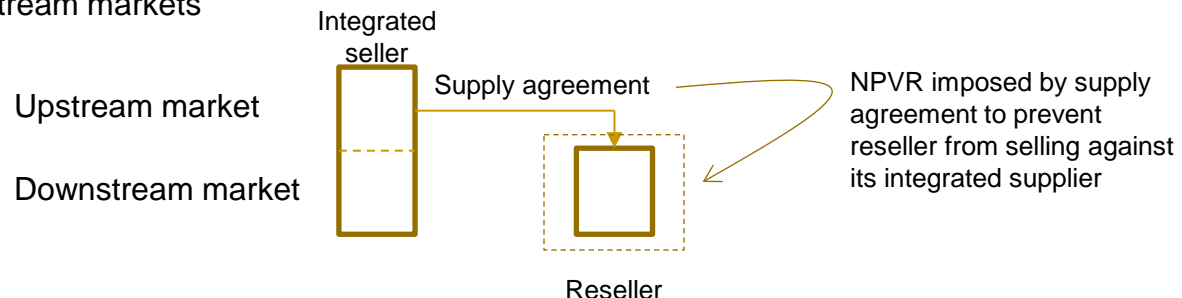 stream markets
Integrated
seller
Supply agreement
Upstream market
Downstream market
NPVR imposed by supply
agreement to prevent
reseller from selling against
its integrated supplier
Reseller